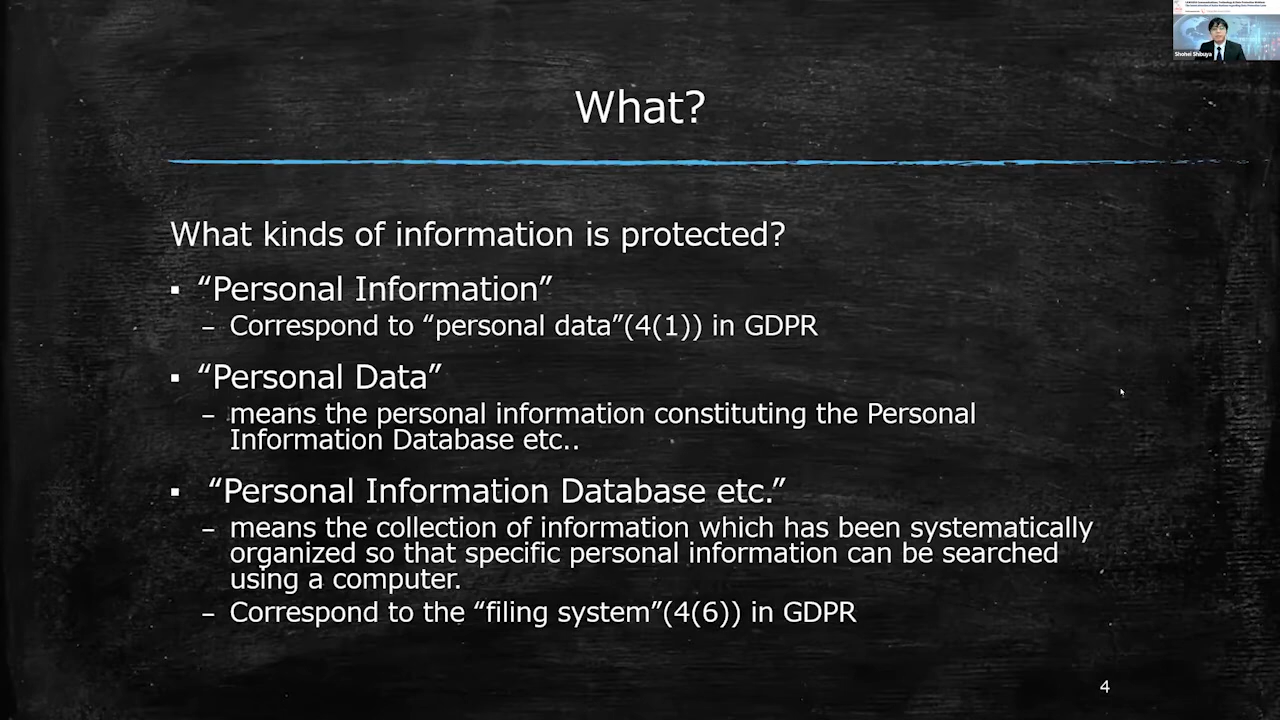 What?
What kinds of information is protected?
▪ “Personal Information”
– Correspond to “personal data”(4(1)) in GDPR
▪ “Personal Data”
– means the personal information constituting the Personal
Information Database etc..
▪ “Personal Information Database etc.”
– means the collection of information which has been systematically
organized so that specific personal information can be searched
using a computer.
– Correspond to the “filing system”(4(6)) in GDPR
4
Shohei Shibuya